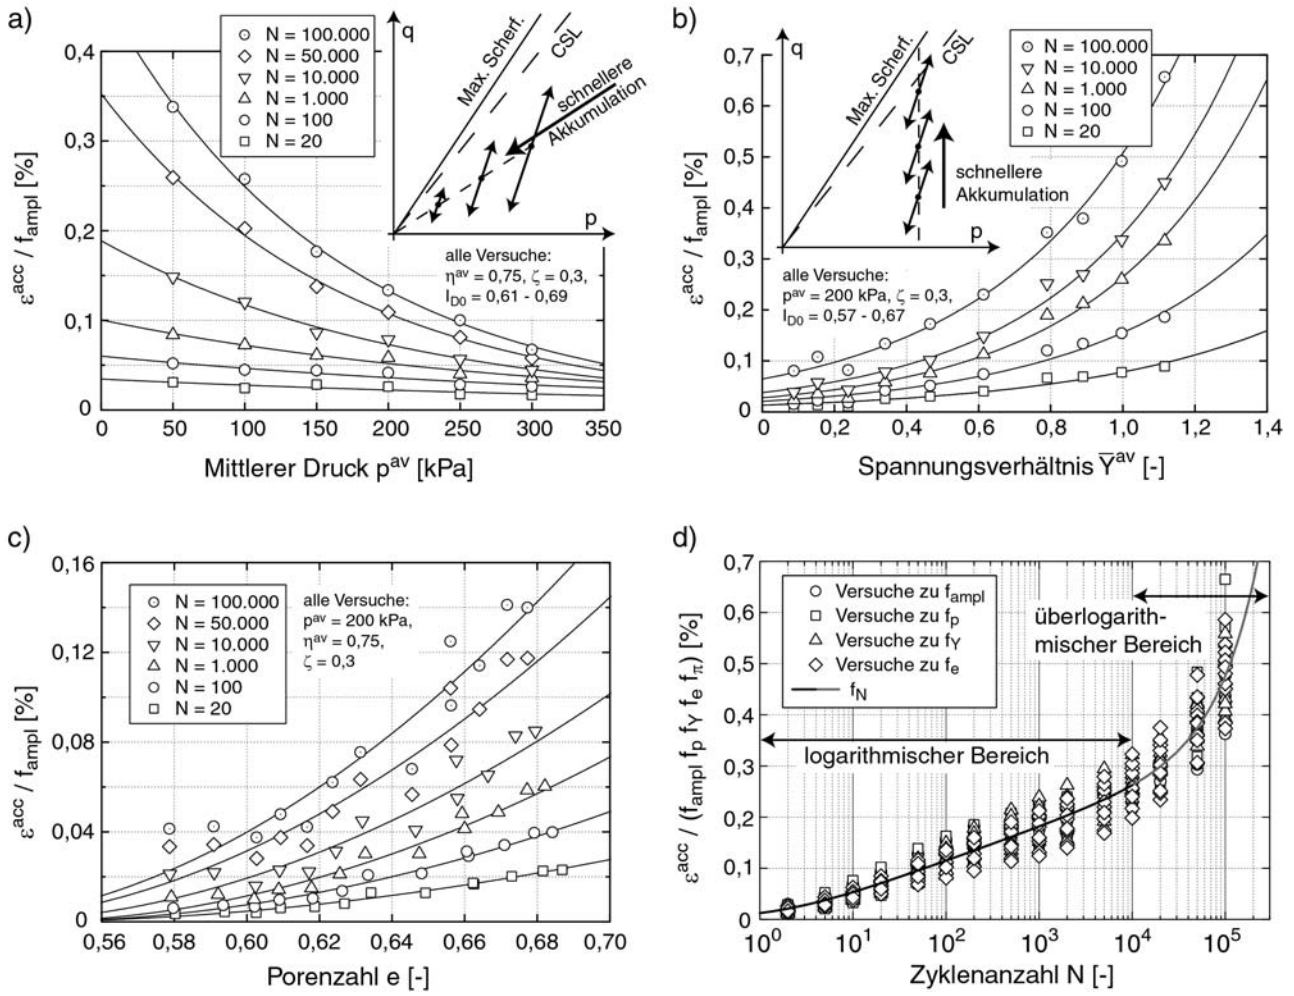 a)
0,4
0,3
0,2
0,1
0
ε^acc / f_ampl [%]
N = 100.000
N = 50.000
N = 10.000
N = 1.000
N = 100
N = 20
q
Max. Scherf.
CSL
schnellere
Akkumulation
p
alle Versuche:
η^av = 0,75, ζ = 0,3,
I_D0 = 0,61 - 0,69
0 50 100 150 200 250 300 350
Mittlerer Druck p^av [kPa]
b)
0,7
0,6
0,5
0,4
0,3
0,2
0,1
0
ε^acc / f_ampl [%]
q
Max. Scherf.
CSL
schnellere
Akkumulation
p
N = 100.000
N = 10.000
N = 1.000
N = 100
N = 20
alle Versuche:
p^av = 200 kPa, ζ = 0,3,
I_D0 = 0,57 - 0,67
0 0,2 0,4 0,6 0,8 1,0 1,2 1,4
Spannungsverhältnis Ȳ^av [-]
c)
0,16
0,12
0,08
0,04
0
ε^acc / f_ampl [%]
N = 100.000
N = 50.000
N = 10.000
N = 1.000
N = 100
N = 20
alle Versuche:
p^av = 200 kPa,
η^av = 0,75,
ζ = 0,3
0,56 0,58 0,60 0,62 0,64 0,66 0,68 0,70
Porenzahl e [-]
d)
0,7
0,6
0,5
0,4
0,3
0,2
0,1
0
ε^acc / (f_ampl f_p f_Y f_e f_π) [%]
Versuche zu f_ampl
Versuche zu f_p
Versuche zu f_Y
Versuche zu f_e
f_N
überlogarith-
mischer Bereich
logarithmischer Bereich
10^0 10^1 10^2 10^3 10^4 10^5
Zyklenanzahl N [-]